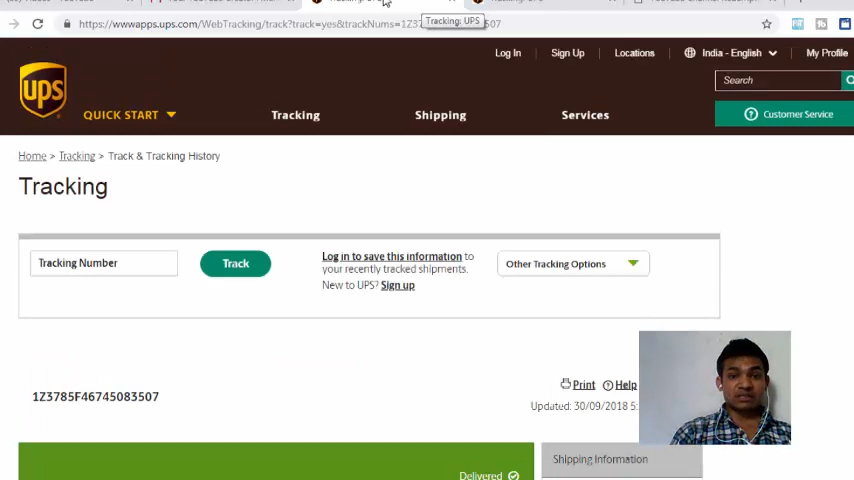 https://wwwapps.ups.com/WebTracking/track?track=yes&trackNums=1Z37
507
Tracking: UPS
Log In
Sign Up
Locations
India - English
My Profile
ups
QUICK START
Tracking
Shipping
Services
Search
Customer Service
Home > Tracking > Track & Tracking History
Tracking
Tracking Number
Track
Log in to save this information to
your recently tracked shipments.
New to UPS? Sign up
Other Tracking Options
Print
Help
1Z3785F46745083507
Updated: 30/09/2018 5:
Delivered
Shipping Information